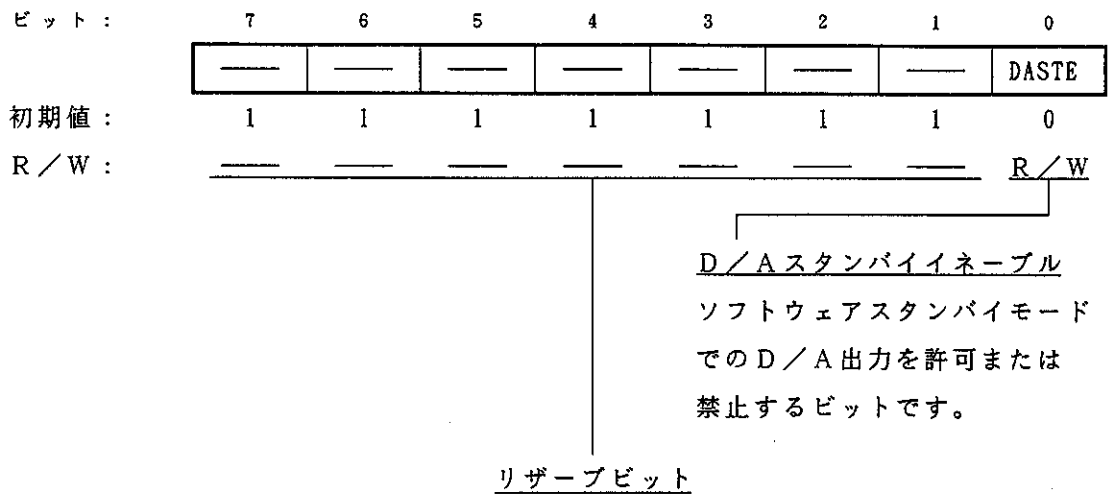 ビット： 7 6 5 4 3 2 1 0
— — — — — — — DASTE
初期値： 1 1 1 1 1 1 1 0
R／W： — — — — — — — R／W
D／Aスタンバイイネーブル
ソフトウェアスタンバイモード
でのD／A出力を許可または
禁止するビットです。
リザーブビット